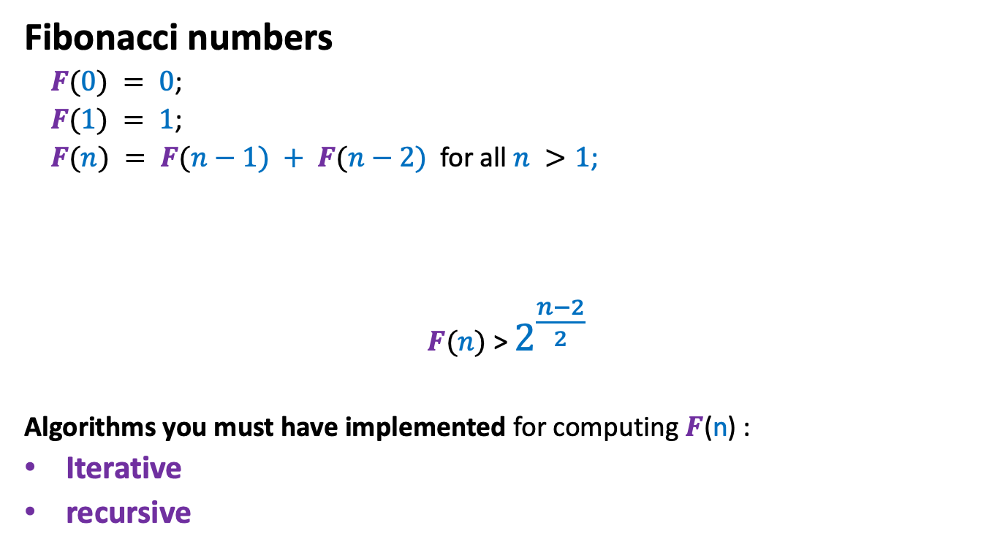 Fibonacci numbers
F(0) = 0;
F(1) = 1;
F(n) = F(n − 1) + F(n − 2) for all n > 1;
F(n) > 2^((n−2)/2)
Algorithms you must have implemented for computing F(n) :
• Iterative
• recursive